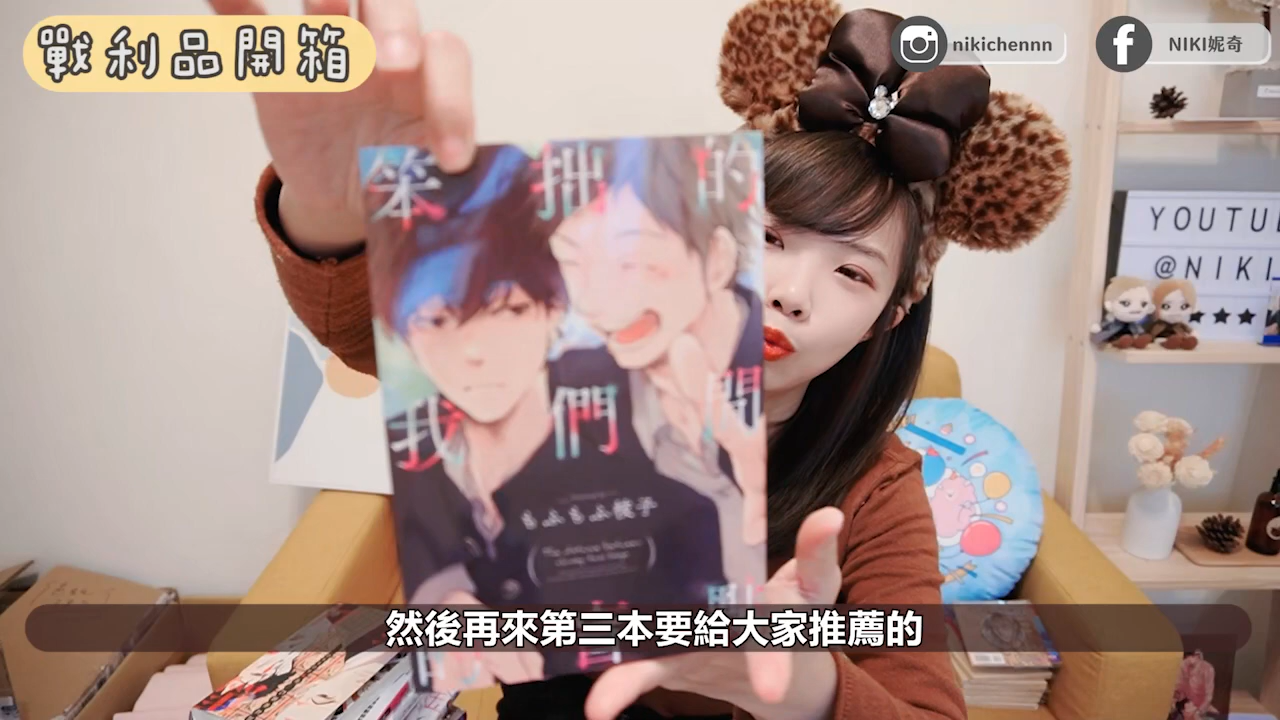 戰利品開箱
nikichennn
NIKI妮奇
笨拙的
我們間
もふもふ枝子
YOUTU
@NIKI
★★★
然後再來第三本要給大家推薦的